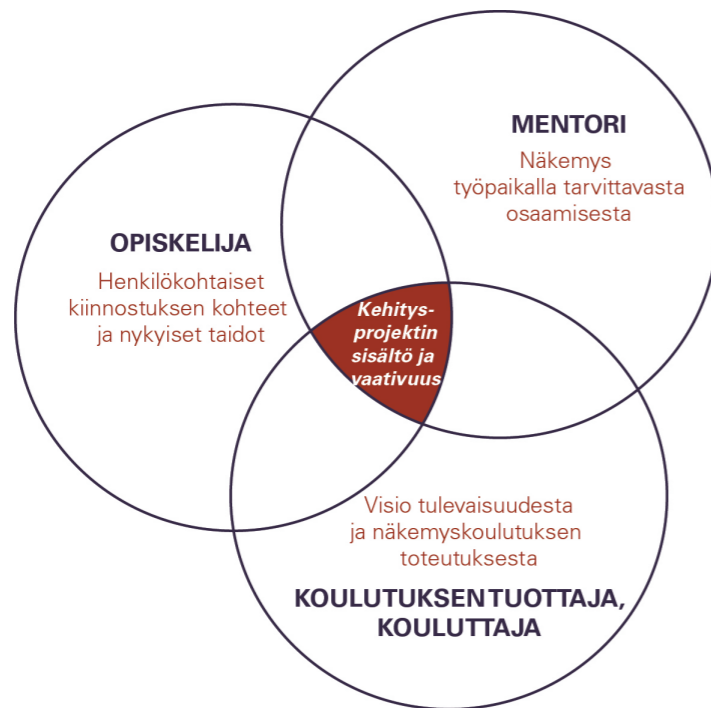 MENTORI
Näkemys
työpaikalla tarvittavasta
osaamisesta
OPISKELIJA
Henkilökohtaiset
kiinnostuksen kohteet
ja nykyiset taidot
Kehitys-
projektin
sisältö ja
vaativuus
Visio tulevaisuudesta
ja näkemyskoulutuksen
toteutuksesta
KOULUTUKSENTUOTTAJA,
KOULUTTAJA